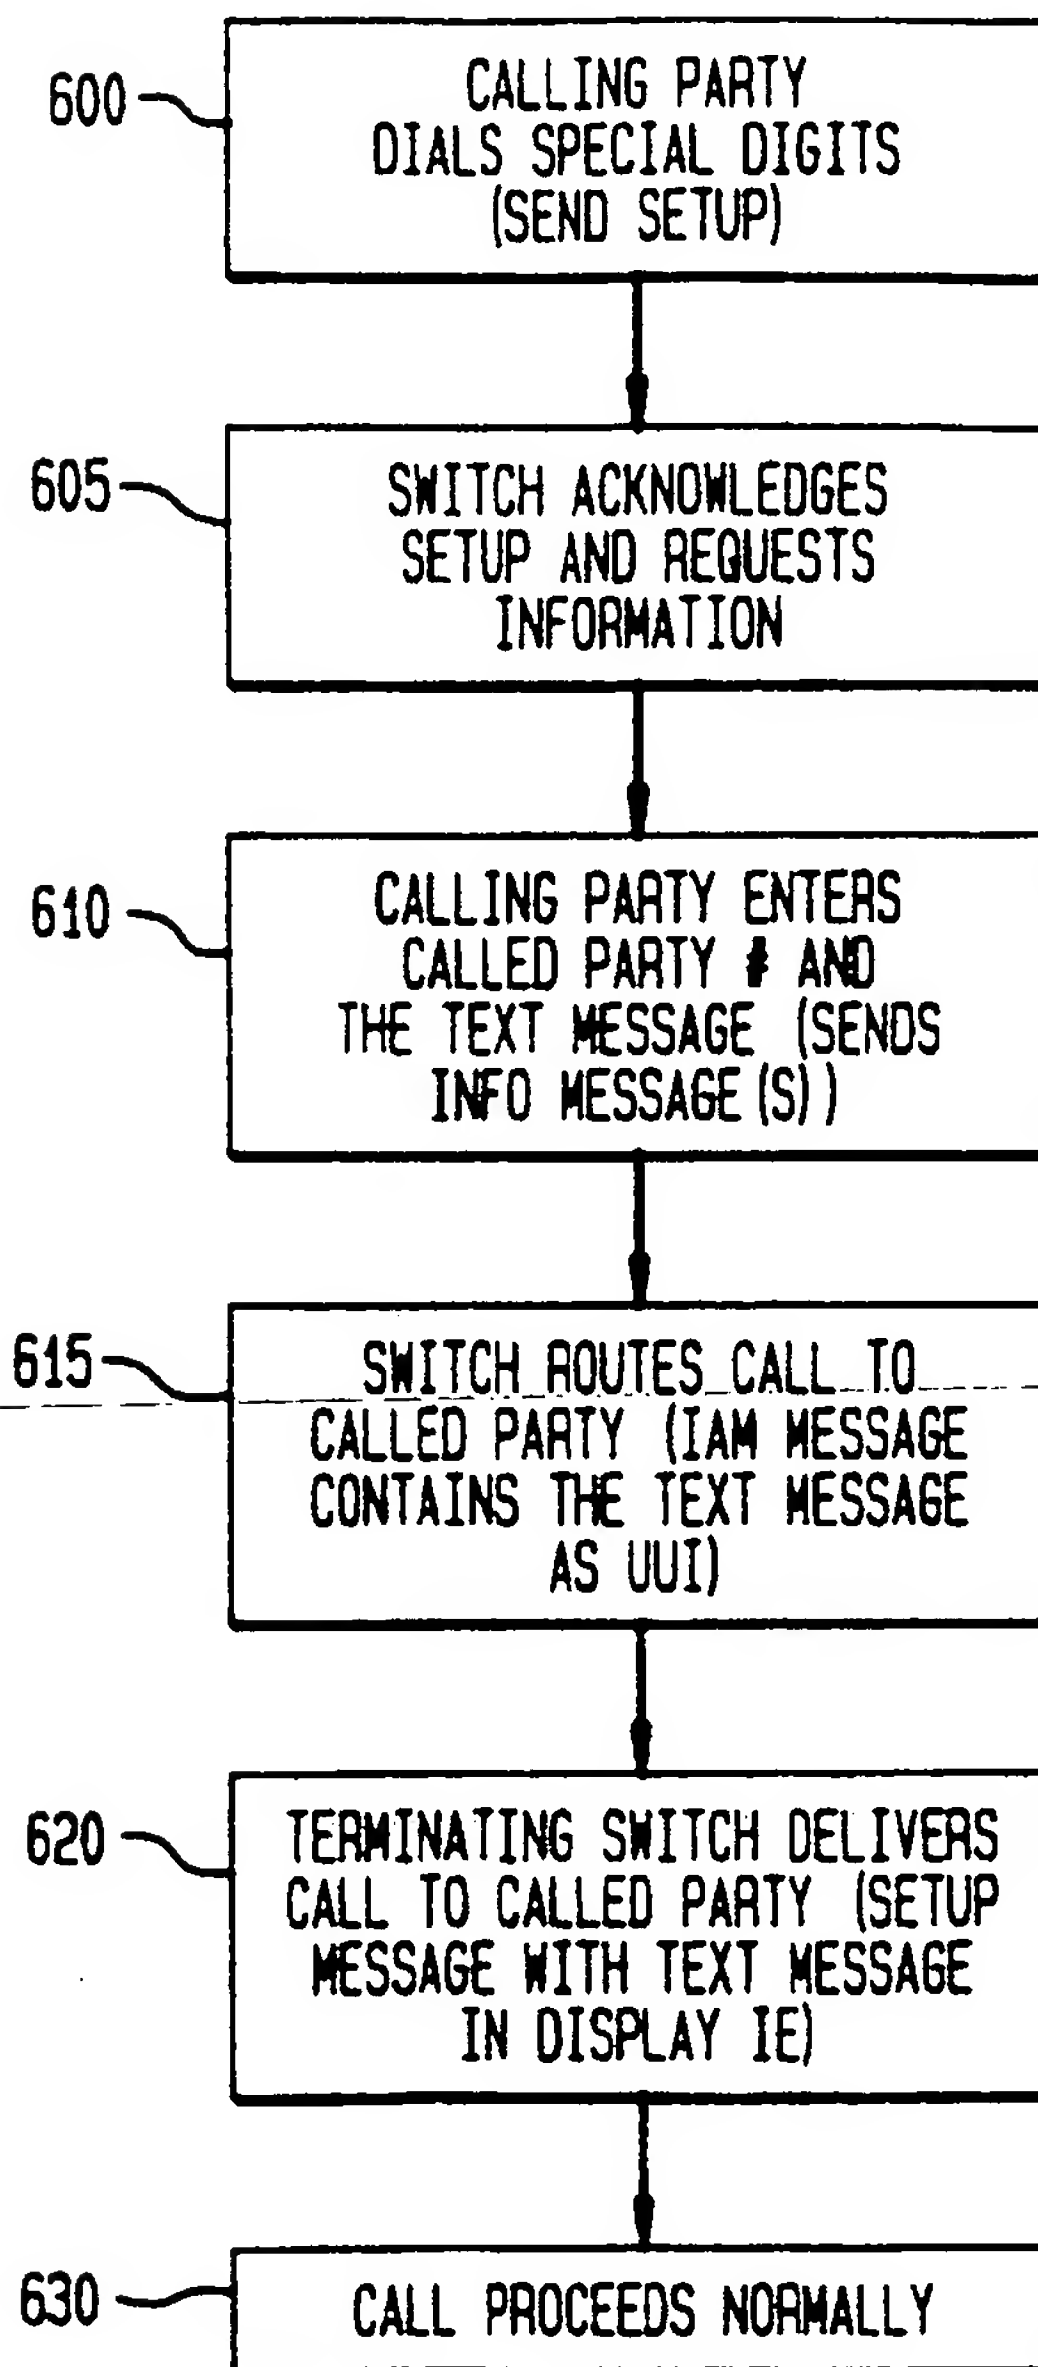 600
CALLING PARTY
DIALS SPECIAL DIGITS
(SEND SETUP)
605
SWITCH ACKNOWLEDGES
SETUP AND REQUESTS
INFORMATION
610
CALLING PARTY ENTERS
CALLED PARTY # AND
THE TEXT MESSAGE (SENDS
INFO MESSAGE(S))
615
SWITCH ROUTES CALL TO
CALLED PARTY (IAM MESSAGE
CONTAINS THE TEXT MESSAGE
AS UUI)
620
TERMINATING SWITCH DELIVERS
CALL TO CALLED PARTY (SETUP
MESSAGE WITH TEXT MESSAGE
IN DISPLAY IE)
630
CALL PROCEEDS NORMALLY